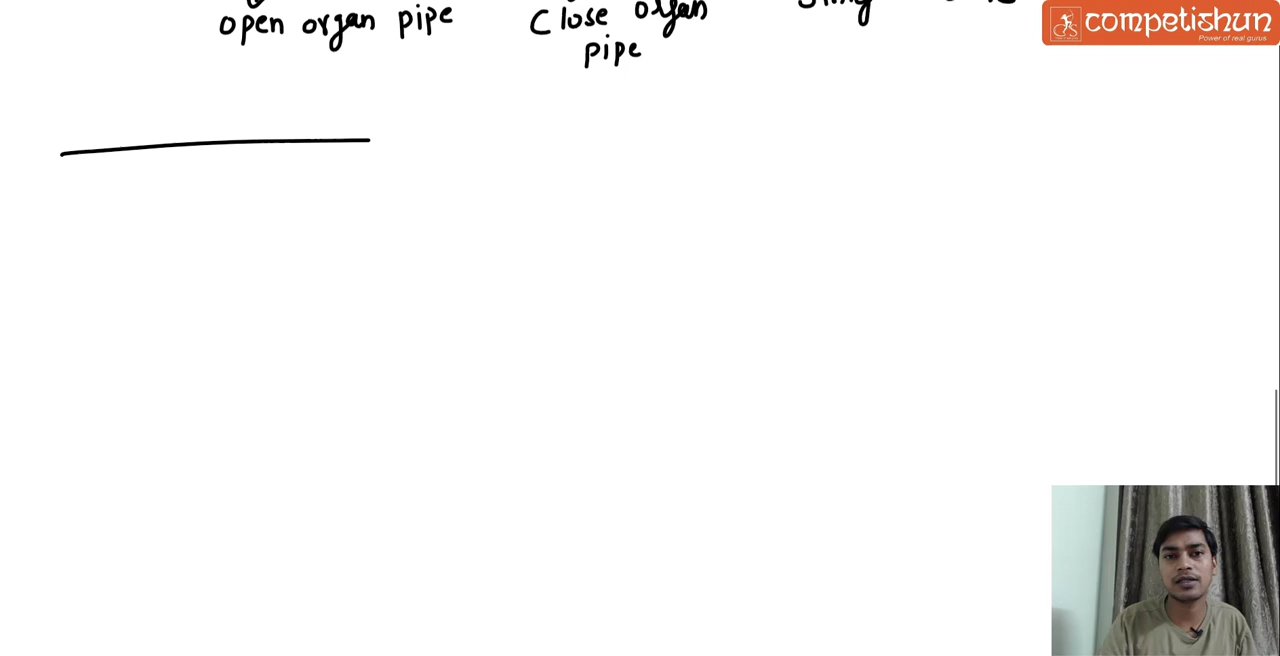 open organ pipe
Close organ
pipe
competishun
Power of real gurus